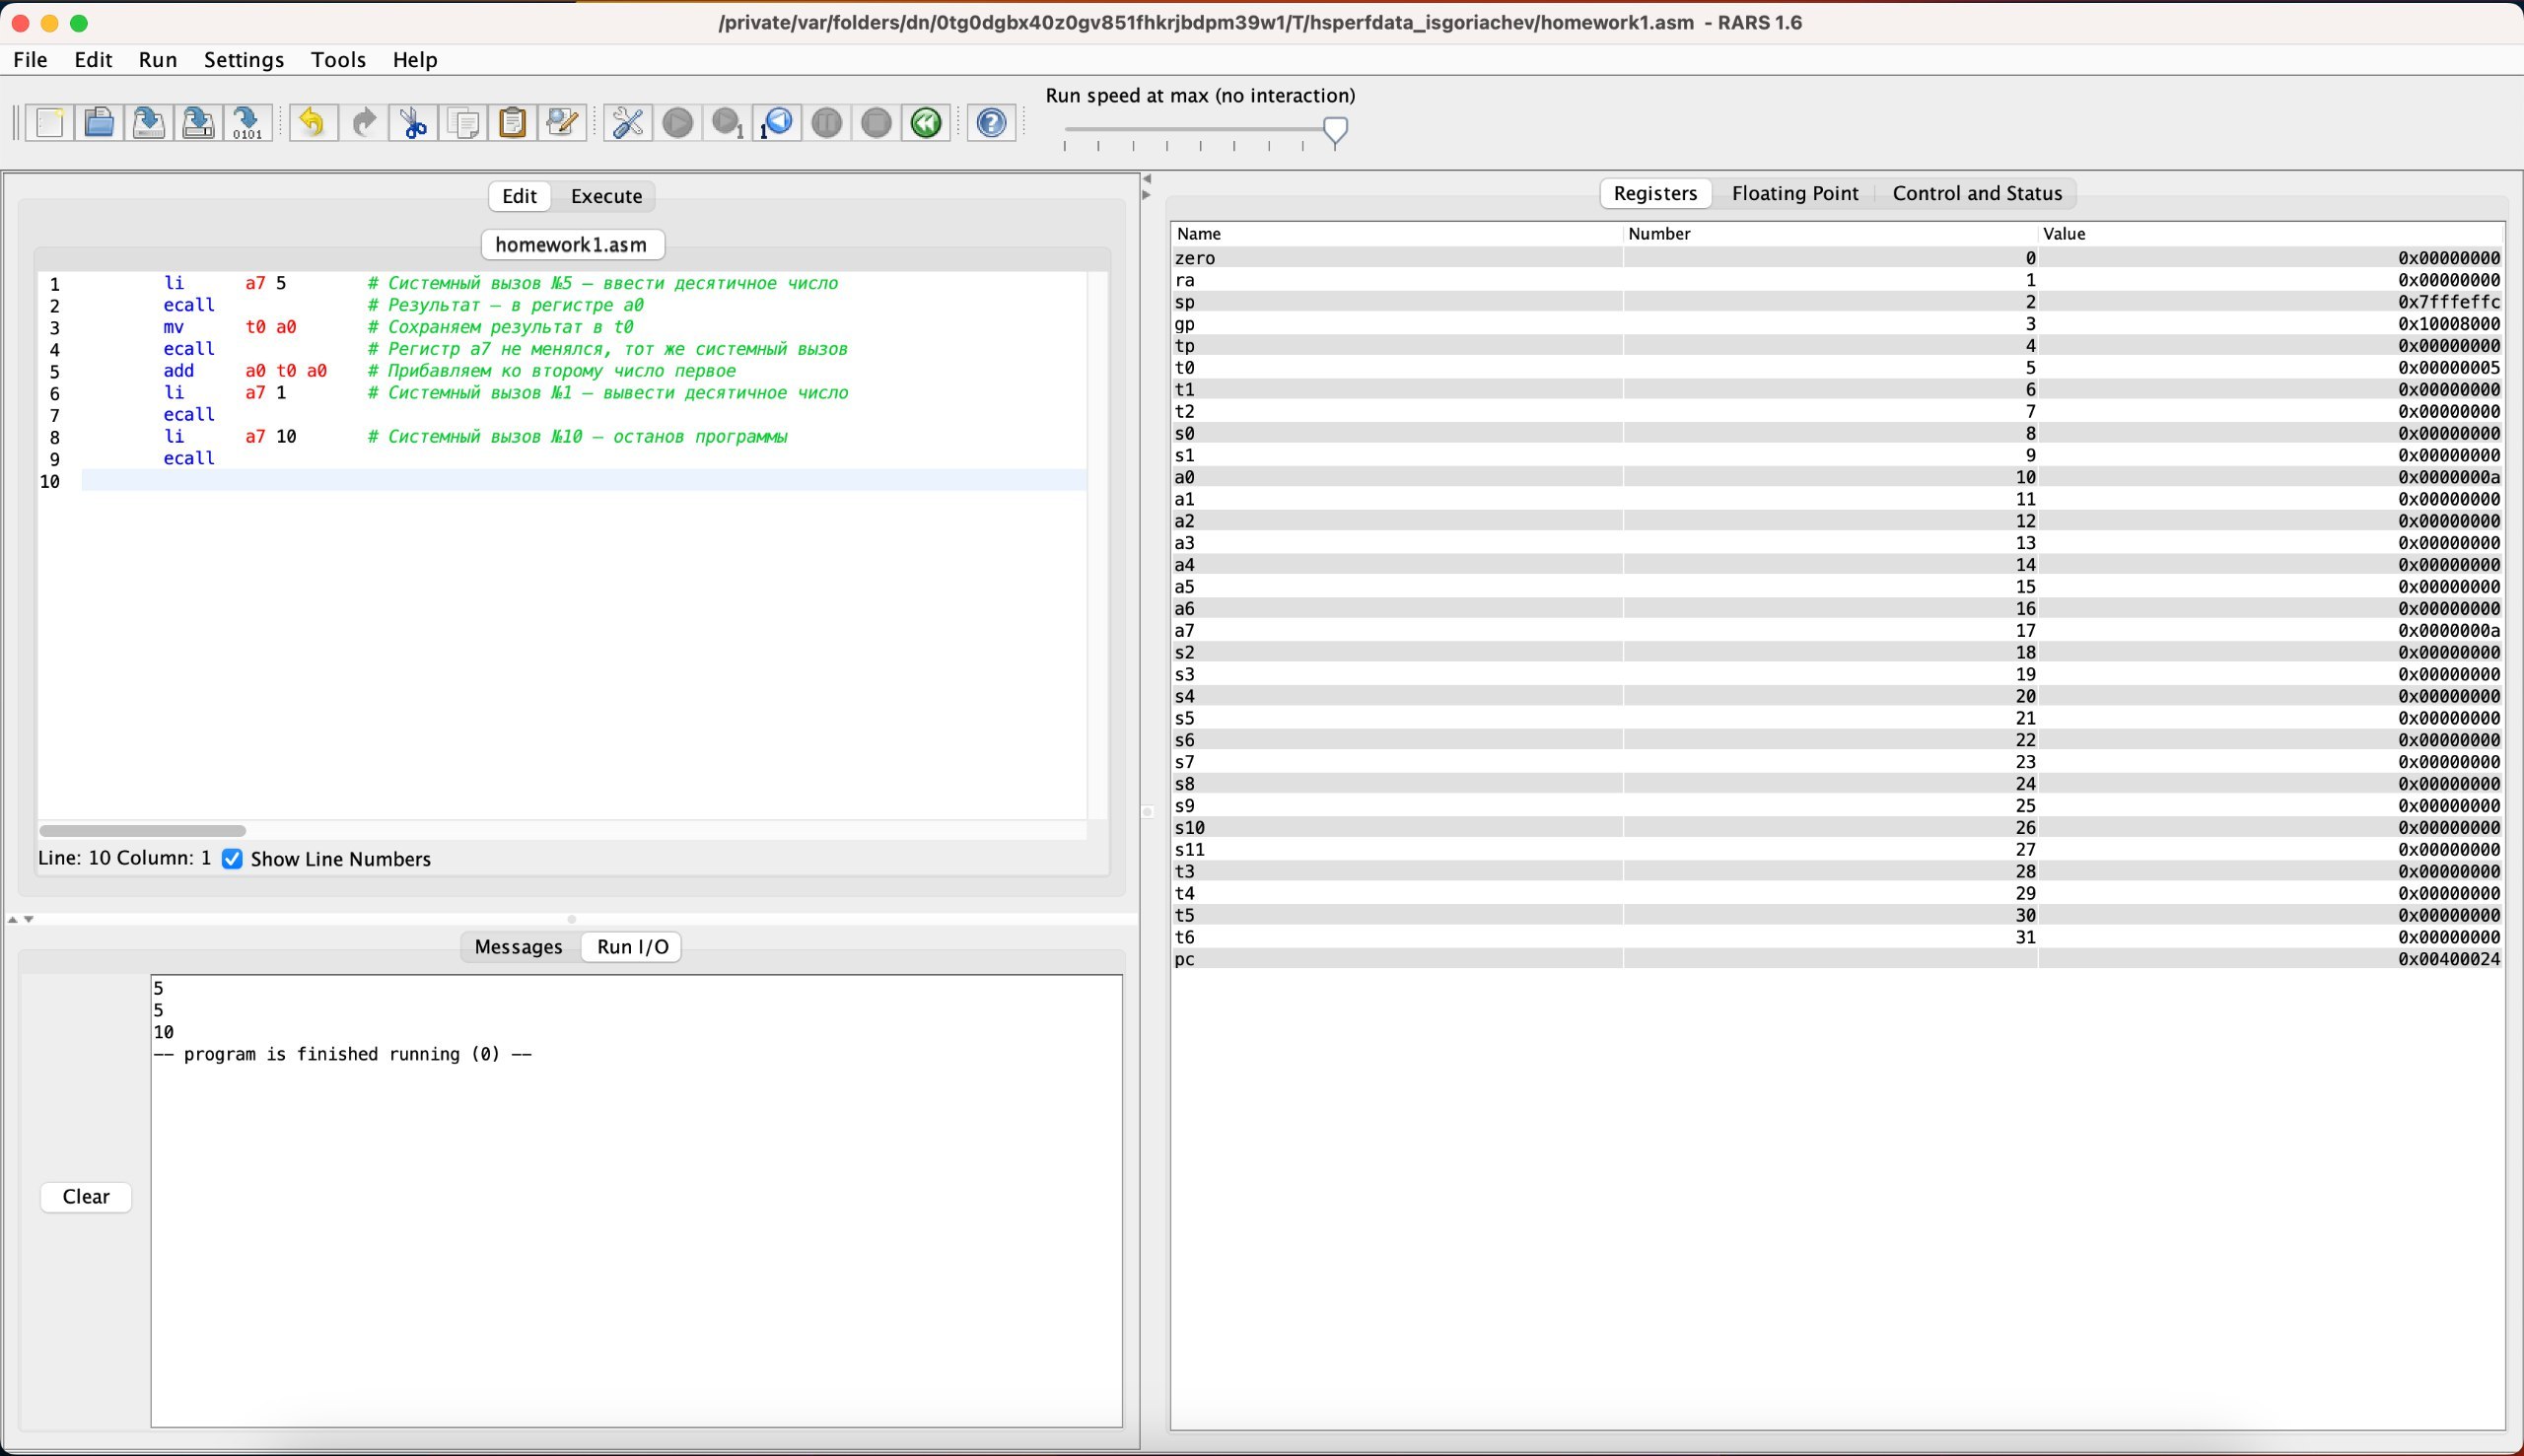 /private/var/folders/dn/0tg0dgbx40z0gv851fhkrjbdpm39w1/T/hsperfdata_isgoriachev/homework1.asm - RARS 1.6
File Edit Run Settings Tools Help
Run speed at max (no interaction)
0101
1
1
Edit Execute
homework1.asm
1 li a7 5 # Системный вызов №5 — ввести десятичное число
2 ecall # Результат — в регистре a0
3 mv t0 a0 # Сохраняем результат в t0
4 ecall # Регистр a7 не менялся, тот же системный вызов
5 add a0 t0 a0 # Прибавляем ко второму число первое
6 li a7 1 # Системный вызов №1 — вывести десятичное число
7 ecall
8 li a7 10 # Системный вызов №10 — останов программы
9 ecall
10
Line: 10 Column: 1 Show Line Numbers
Messages Run I/O
5
5
10
-- program is finished running (0) --
Clear
Registers Floating Point Control and Status
Name Number Value
zero 0 0x00000000
ra 1 0x00000000
sp 2 0x7fffeffc
gp 3 0x10008000
tp 4 0x00000000
t0 5 0x00000005
t1 6 0x00000000
t2 7 0x00000000
s0 8 0x00000000
s1 9 0x00000000
a0 10 0x0000000a
a1 11 0x00000000
a2 12 0x00000000
a3 13 0x00000000
a4 14 0x00000000
a5 15 0x00000000
a6 16 0x00000000
a7 17 0x0000000a
s2 18 0x00000000
s3 19 0x00000000
s4 20 0x00000000
s5 21 0x00000000
s6 22 0x00000000
s7 23 0x00000000
s8 24 0x00000000
s9 25 0x00000000
s10 26 0x00000000
s11 27 0x00000000
t3 28 0x00000000
t4 29 0x00000000
t5 30 0x00000000
t6 31 0x00000000
pc 0x00400024